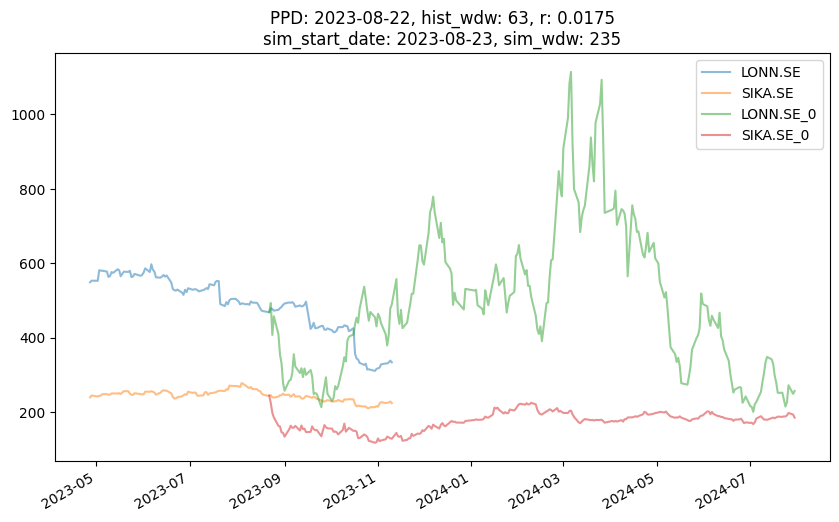 PPD: 2023-08-22, hist_wdw: 63, r: 0.0175
sim_start_date: 2023-08-23, sim_wdw: 235
LONN.SE
SIKA.SE
LONN.SE_0
SIKA.SE_0
1000
800
600
400
200
2023-05
2023-07
2023-09
2023-11
2024-01
2024-03
2024-05
2024-07